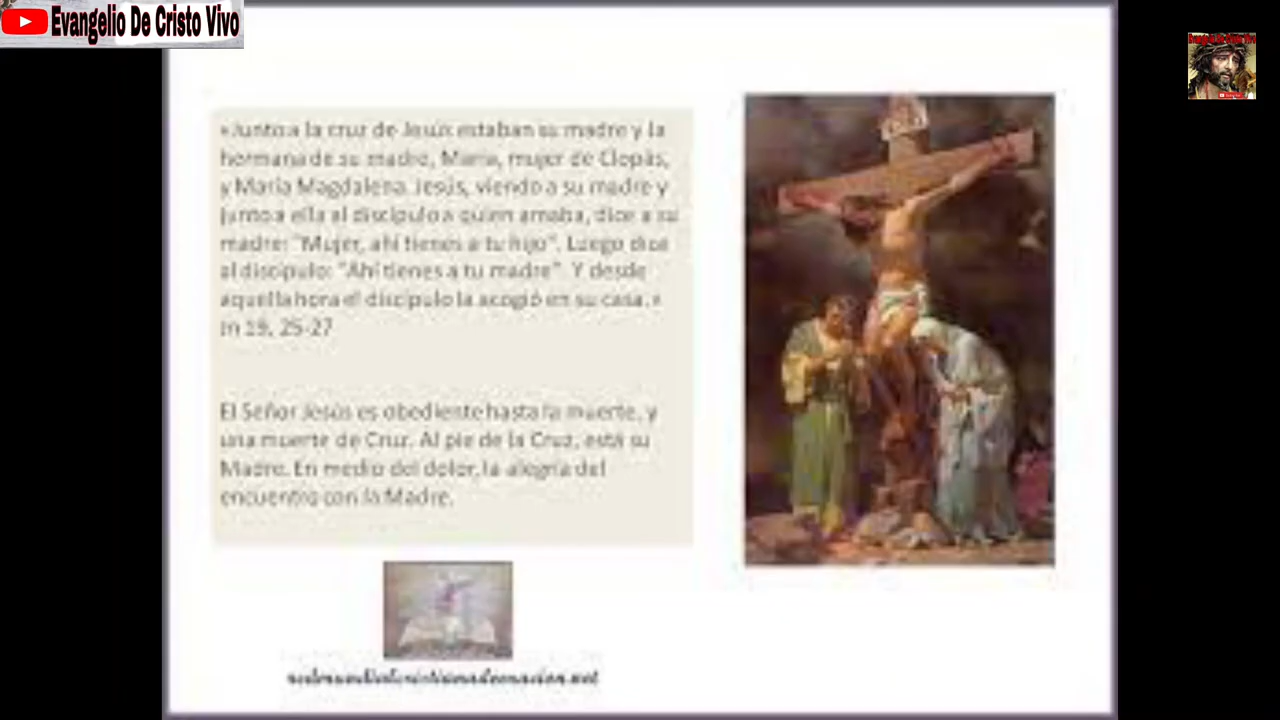 Evangelio De Cristo Vivo
«Junto a la cruz de Jesús estaban su madre y la
hermana de su madre, María, mujer de Clopás,
y María Magdalena. Jesús, viendo a su madre y
junto a ella al discípulo a quien amaba, dice a su
madre: "Mujer, ahí tienes a tu hijo". Luego dice
al discípulo: "Ahí tienes a tu madre". Y desde
aquella hora el discípulo la acogió en su casa.»
Jn 19, 25-27
El Señor Jesús es obediente hasta la muerte, y
una muerte de Cruz. Al pie de la Cruz, está su
Madre. En medio del dolor, la alegría del
encuentro con la Madre.
redmundialcristianadeoracion.net